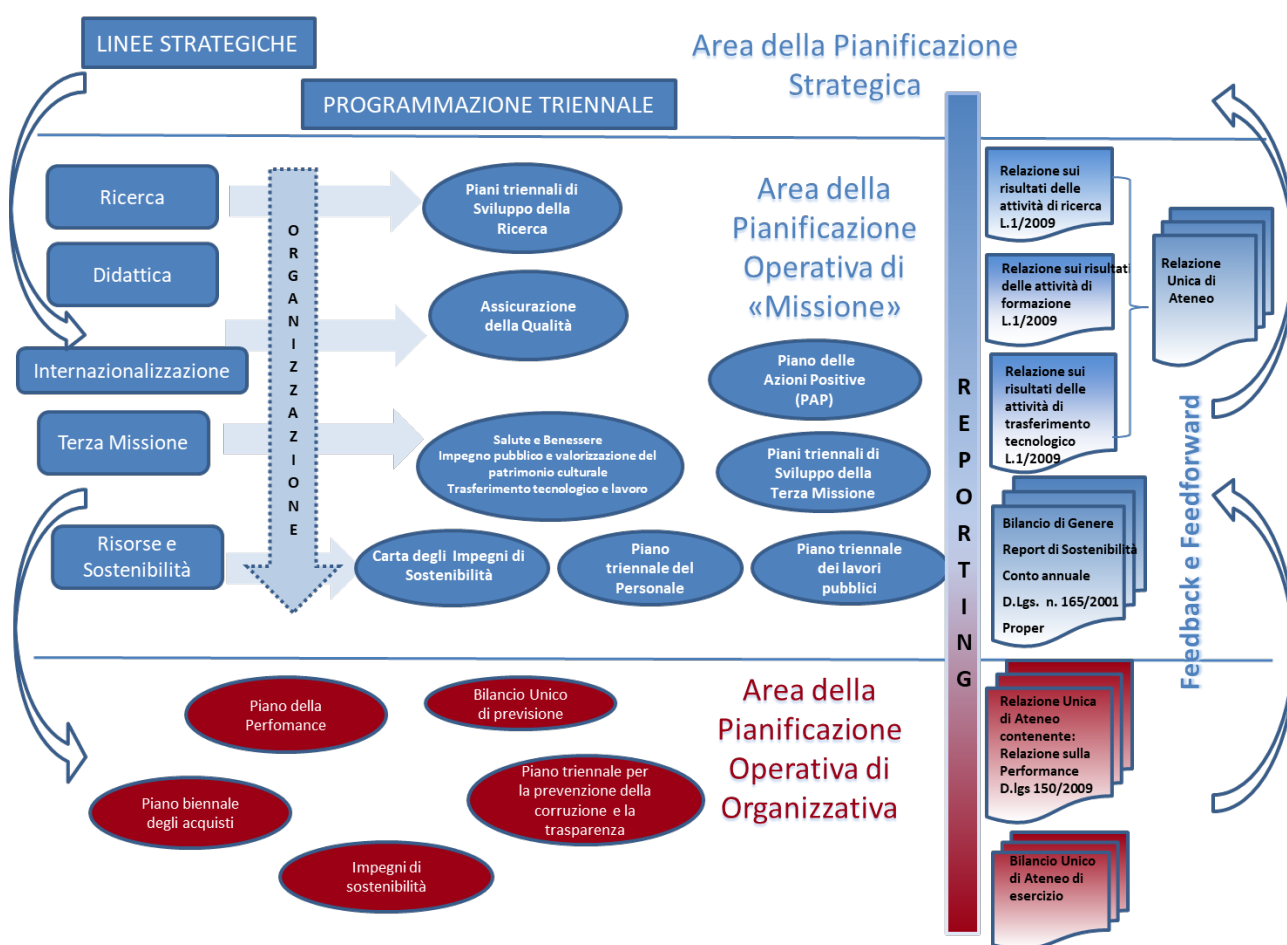 LINEE STRATEGICHE
Area della Pianificazione
Strategica
PROGRAMMAZIONE TRIENNALE
Ricerca
Didattica
Internazionalizzazione
Terza Missione
Risorse e
Sostenibilità
ORGANIZZAZIONE
Piani triennali di
Sviluppo della
Ricerca
Assicurazione
della Qualità
Salute e Benessere
Impegno pubblico e valorizzazione del
patrimonio culturale
Trasferimento tecnologico e lavoro
Carta degli Impegni di
Sostenibilità
Piano
triennale del
Personale
Piano triennale
dei lavori
pubblici
Area della
Pianificazione
Operativa di
«Missione»
Piano delle
Azioni Positive
(PAP)
Piani triennali di
Sviluppo della
Terza Missione
REPORTING
Relazione sui
risultati delle
attività di ricerca
L.1/2009
Relazione sui risultati
delle attività di
formazione
L.1/2009
Relazione sui
risultati delle
attività di
trasferimento
tecnologico
L.1/2009
Relazione
Unica di
Ateneo
Bilancio di Genere
Report di Sostenibilità
Conto annuale
D.Lgs. n. 165/2001
Proper
Feedback e Feedforward
Piano della
Perfomance
Bilancio Unico
di previsione
Piano biennale
degli acquisti
Piano triennale per
la prevenzione della
corruzione e la
trasparenza
Impegni di
sostenibilità
Area della
Pianificazione
Operativa di
Organizzativa
Relazione Unica
di Ateneo
contenente:
Relazione sulla
Performance
D.lgs 150/2009
Bilancio Unico
di Ateneo di
esercizio